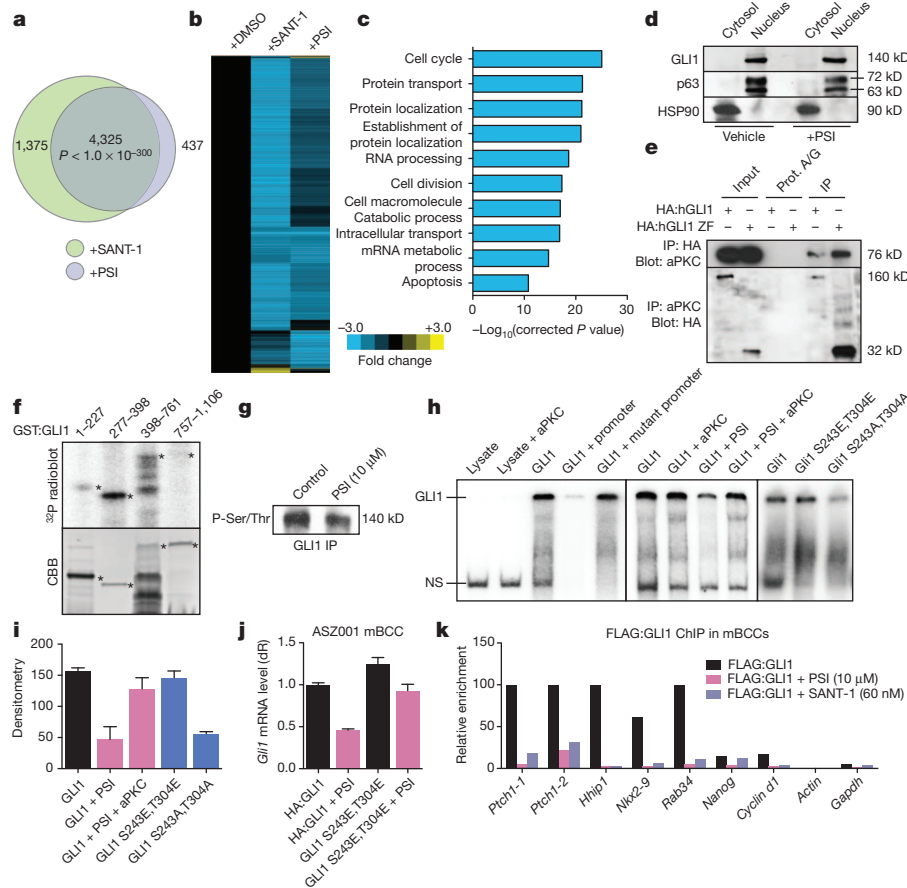 a
1,375
4,325
P < 1.0 × 10–300
437
+SANT-1
+PSI
b
+DMSO
+SANT-1
+PSI
–3.0
+3.0
Fold change
c
Cell cycle
Protein transport
Protein localization
Establishment of
protein localization
RNA processing
Cell division
Cell macromolecule
Catabolic process
Intracellular transport
mRNA metabolic
process
Apoptosis
0 10 20 30
–Log10(corrected P value)
d
Cytosol
Nucleus
Cytosol
Nucleus
GLI1
140 kD
p63
72 kD
63 kD
HSP90
90 kD
Vehicle
+PSI
e
Input
Prot. A/G
IP
HA:hGLI1 + – + – + –
HA:hGLI1 ZF – + – + – +
IP: HA
Blot: aPKC
76 kD
160 kD
IP: aPKC
Blot: HA
32 kD
f
GST:GLI1
1–227
277–398
398–761
757–1,106
32P radioblot
* * * *
CBB
* * * *
g
Control
PSI (10 μM)
P-Ser/Thr
140 kD
GLI1 IP
h
Lysate
Lysate + aPKC
GLI1
GLI1 + promoter
GLI1 + mutant promoter
GLI1
GLI1 + aPKC
GLI1 + PSI
GLI1 + PSI + aPKC
Gli1
Gli1 S243E,T304E
Gli1 S243A,T304A
GLI1
NS
i
Densitometry
200
150
100
50
0
GLI1
GLI1 + PSI
GLI1 + PSI + aPKC
GLI1 S243E,T304E
GLI1 S243A,T304A
j
ASZ001 mBCC
Gli1 mRNA level (dR)
1.5
1.0
0.5
0
HA:GLI1
HA:GLI1 + PSI
GLI1 S243E,T304E
GLI1 S243E,T304E + PSI
k
FLAG:GLI1 ChIP in mBCCs
Relative enrichment
150
100
50
0
FLAG:GLI1
FLAG:GLI1 + PSI (10 μM)
FLAG:GLI1 + SANT-1 (60 nM)
Ptch1-1
Ptch1-2
Hhip1
Nkx2-9
Rab34
Nanog
Cyclin d1
Actin
Gapdh